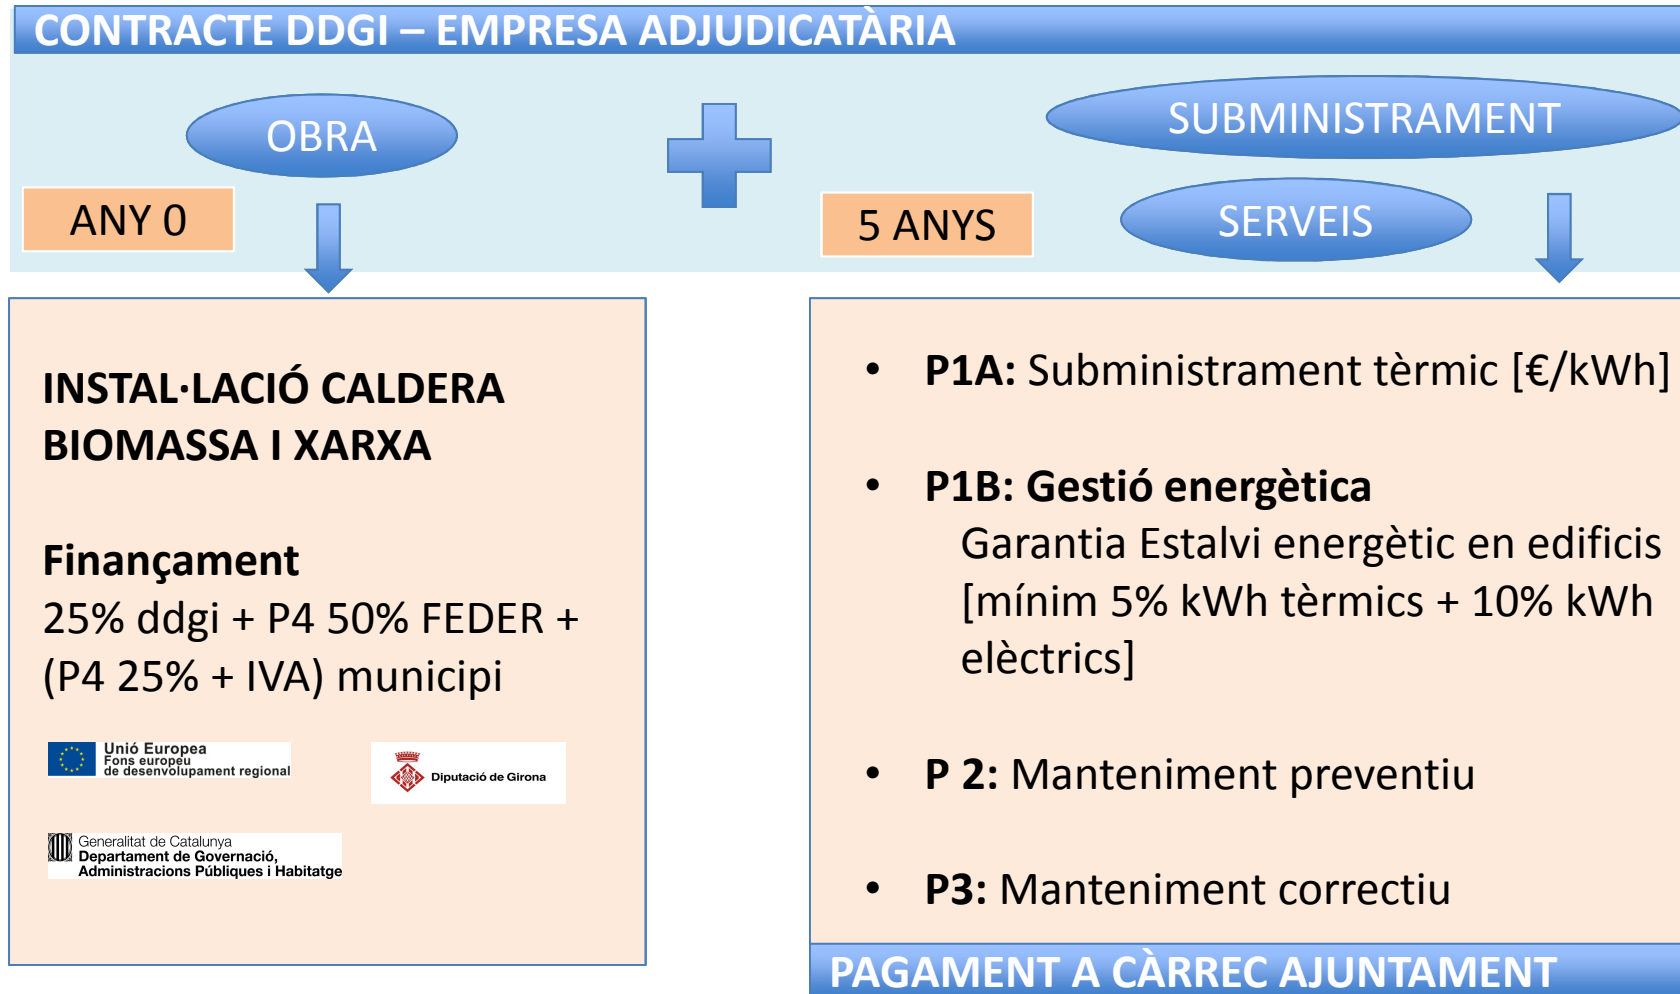 CONTRACTE DDGI – EMPRESA ADJUDICATÀRIA
OBRA
SUBMINISTRAMENT
ANY 0
5 ANYS
SERVEIS
INSTAL·LACIÓ CALDERA
BIOMASSA I XARXA
Finançament
25% ddgi + P4 50% FEDER +
(P4 25% + IVA) municipi
Unió Europea
Fons europeu
de desenvolupament regional
Diputació de Girona
Generalitat de Catalunya
Departament de Governació,
Administracions Públiques i Habitatge
• P1A: Subministrament tèrmic [€/kWh]
• P1B: Gestió energètica
Garantia Estalvi energètic en edificis
[mínim 5% kWh tèrmics + 10% kWh
elèctrics]
• P 2: Manteniment preventiu
• P3: Manteniment correctiu
PAGAMENT A CÀRREC AJUNTAMENT